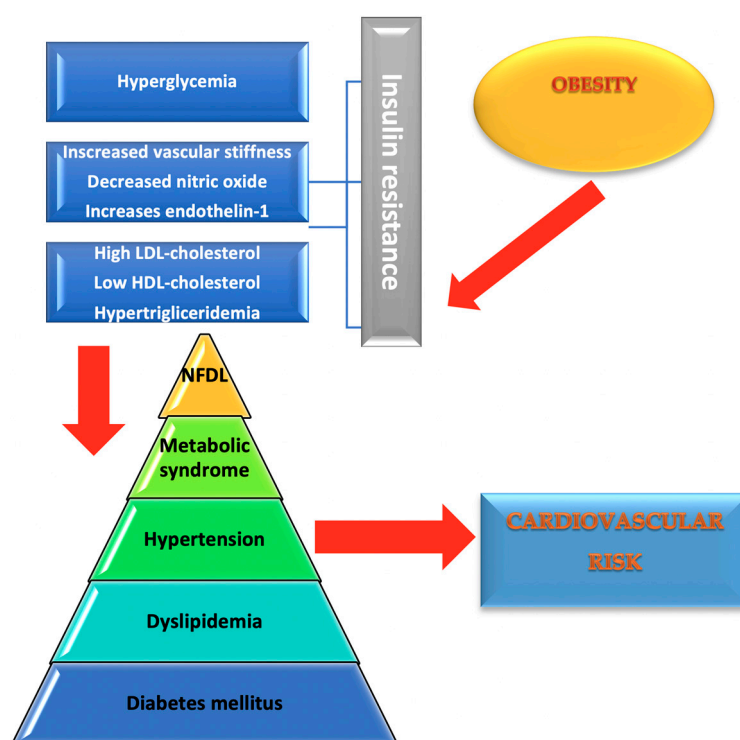 Hyperglycemia
Inscreased vascular stiffness
Decreased nitric oxide
Increases endothelin-1
High LDL-cholesterol
Low HDL-cholesterol
Hypertrigliceridemia
Insulin resistance
OBESITY
NFDL
Metabolic
syndrome
Hypertension
Dyslipidemia
Diabetes mellitus
CARDIOVASCULAR
RISK